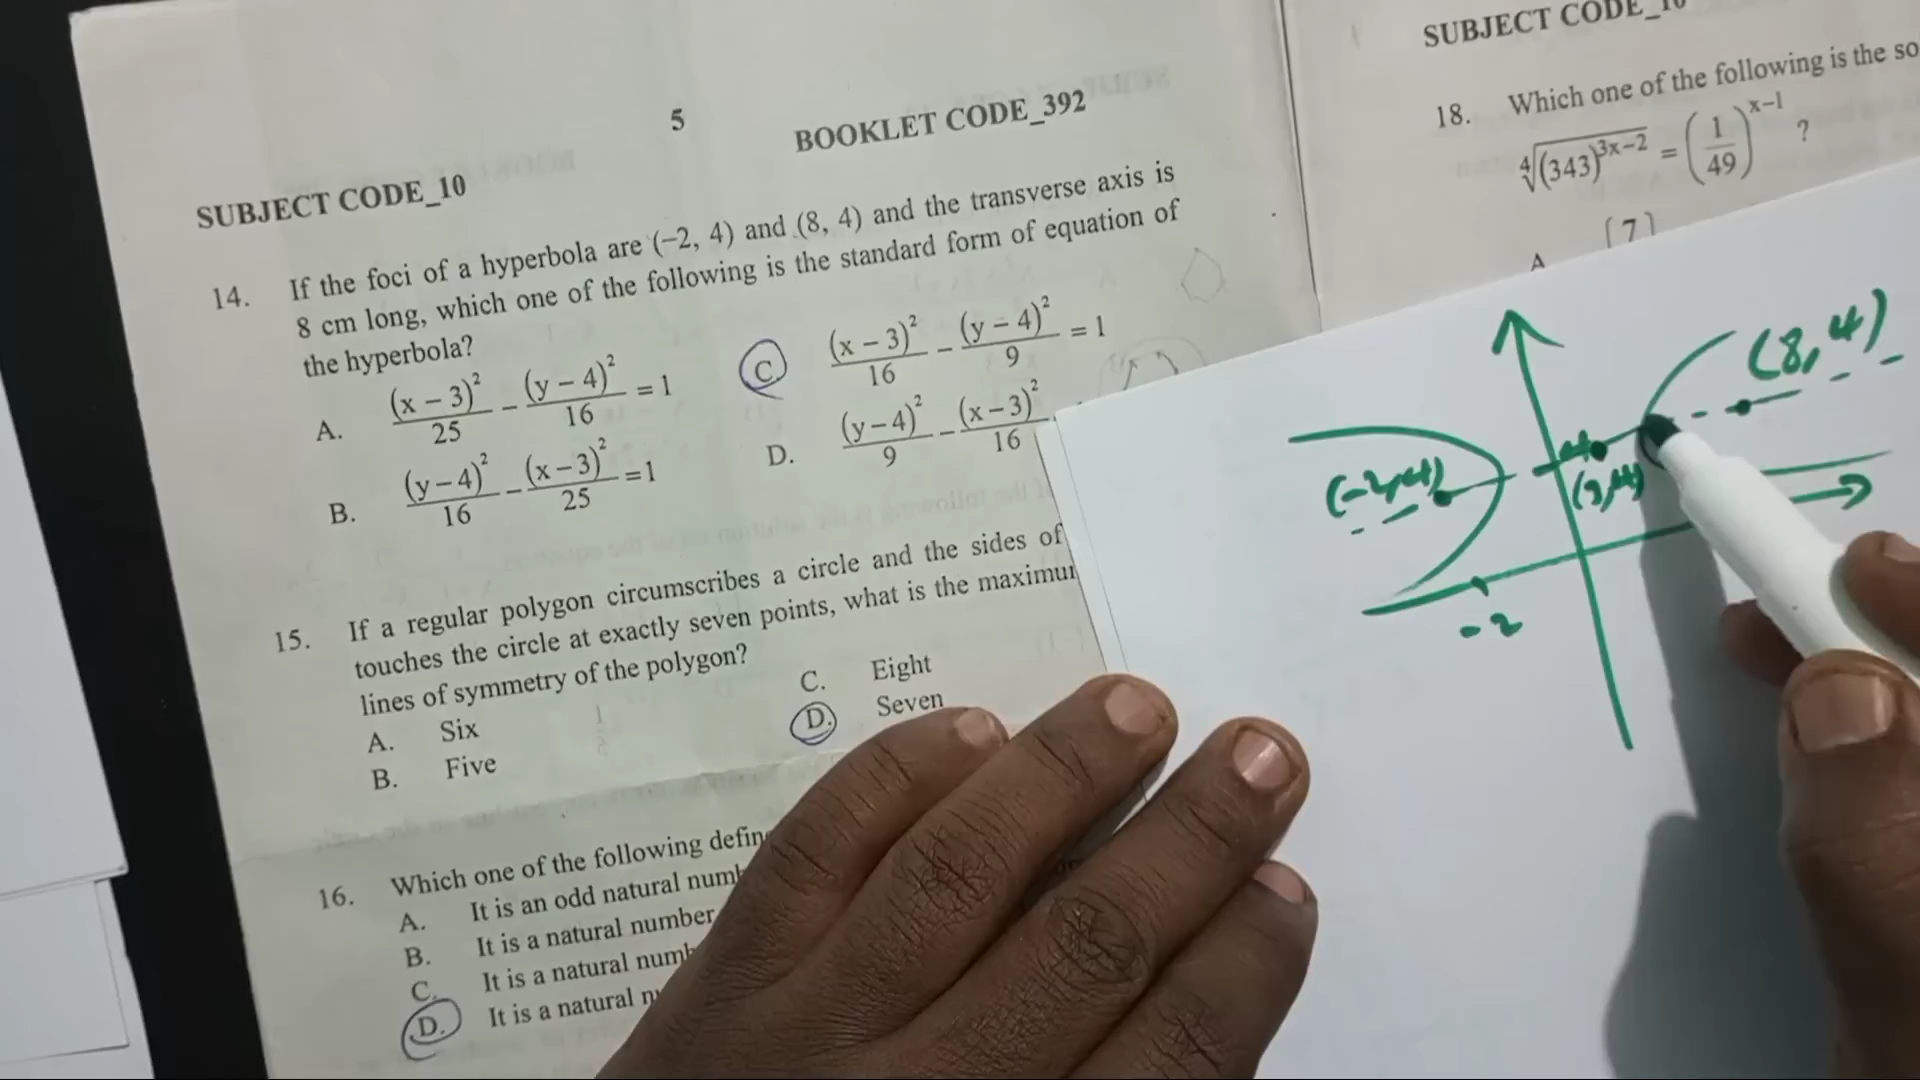 5
BOOKLET CODE_392
SUBJECT CODE_10
14. If the foci of a hyperbola are (−2, 4) and (8, 4) and the transverse axis is
8 cm long, which one of the following is the standard form of equation of
the hyperbola?
A. (x − 3)²/25 − (y − 4)²/16 = 1
B. (y − 4)²/16 − (x − 3)²/25 = 1
C. (x − 3)²/16 − (y − 4)²/9 = 1
D. (y − 4)²/9 − (x − 3)²/16
15. If a regular polygon circumscribes a circle and the sides of
touches the circle at exactly seven points, what is the
lines of symmetry of the polygon?
A. Six
B. Five
C. Eight
D. Seven
16. Which one of the following
A. It is an odd natural
B. It is a natural number
C. It is a natural
D. It is a natural
SUBJECT
18. Which one of the following is the
⁴√(343)^(3x−2) = (1/49)^(x−1) ?
A
7
(8, 4)
(-2,4)
(3,4)
-2